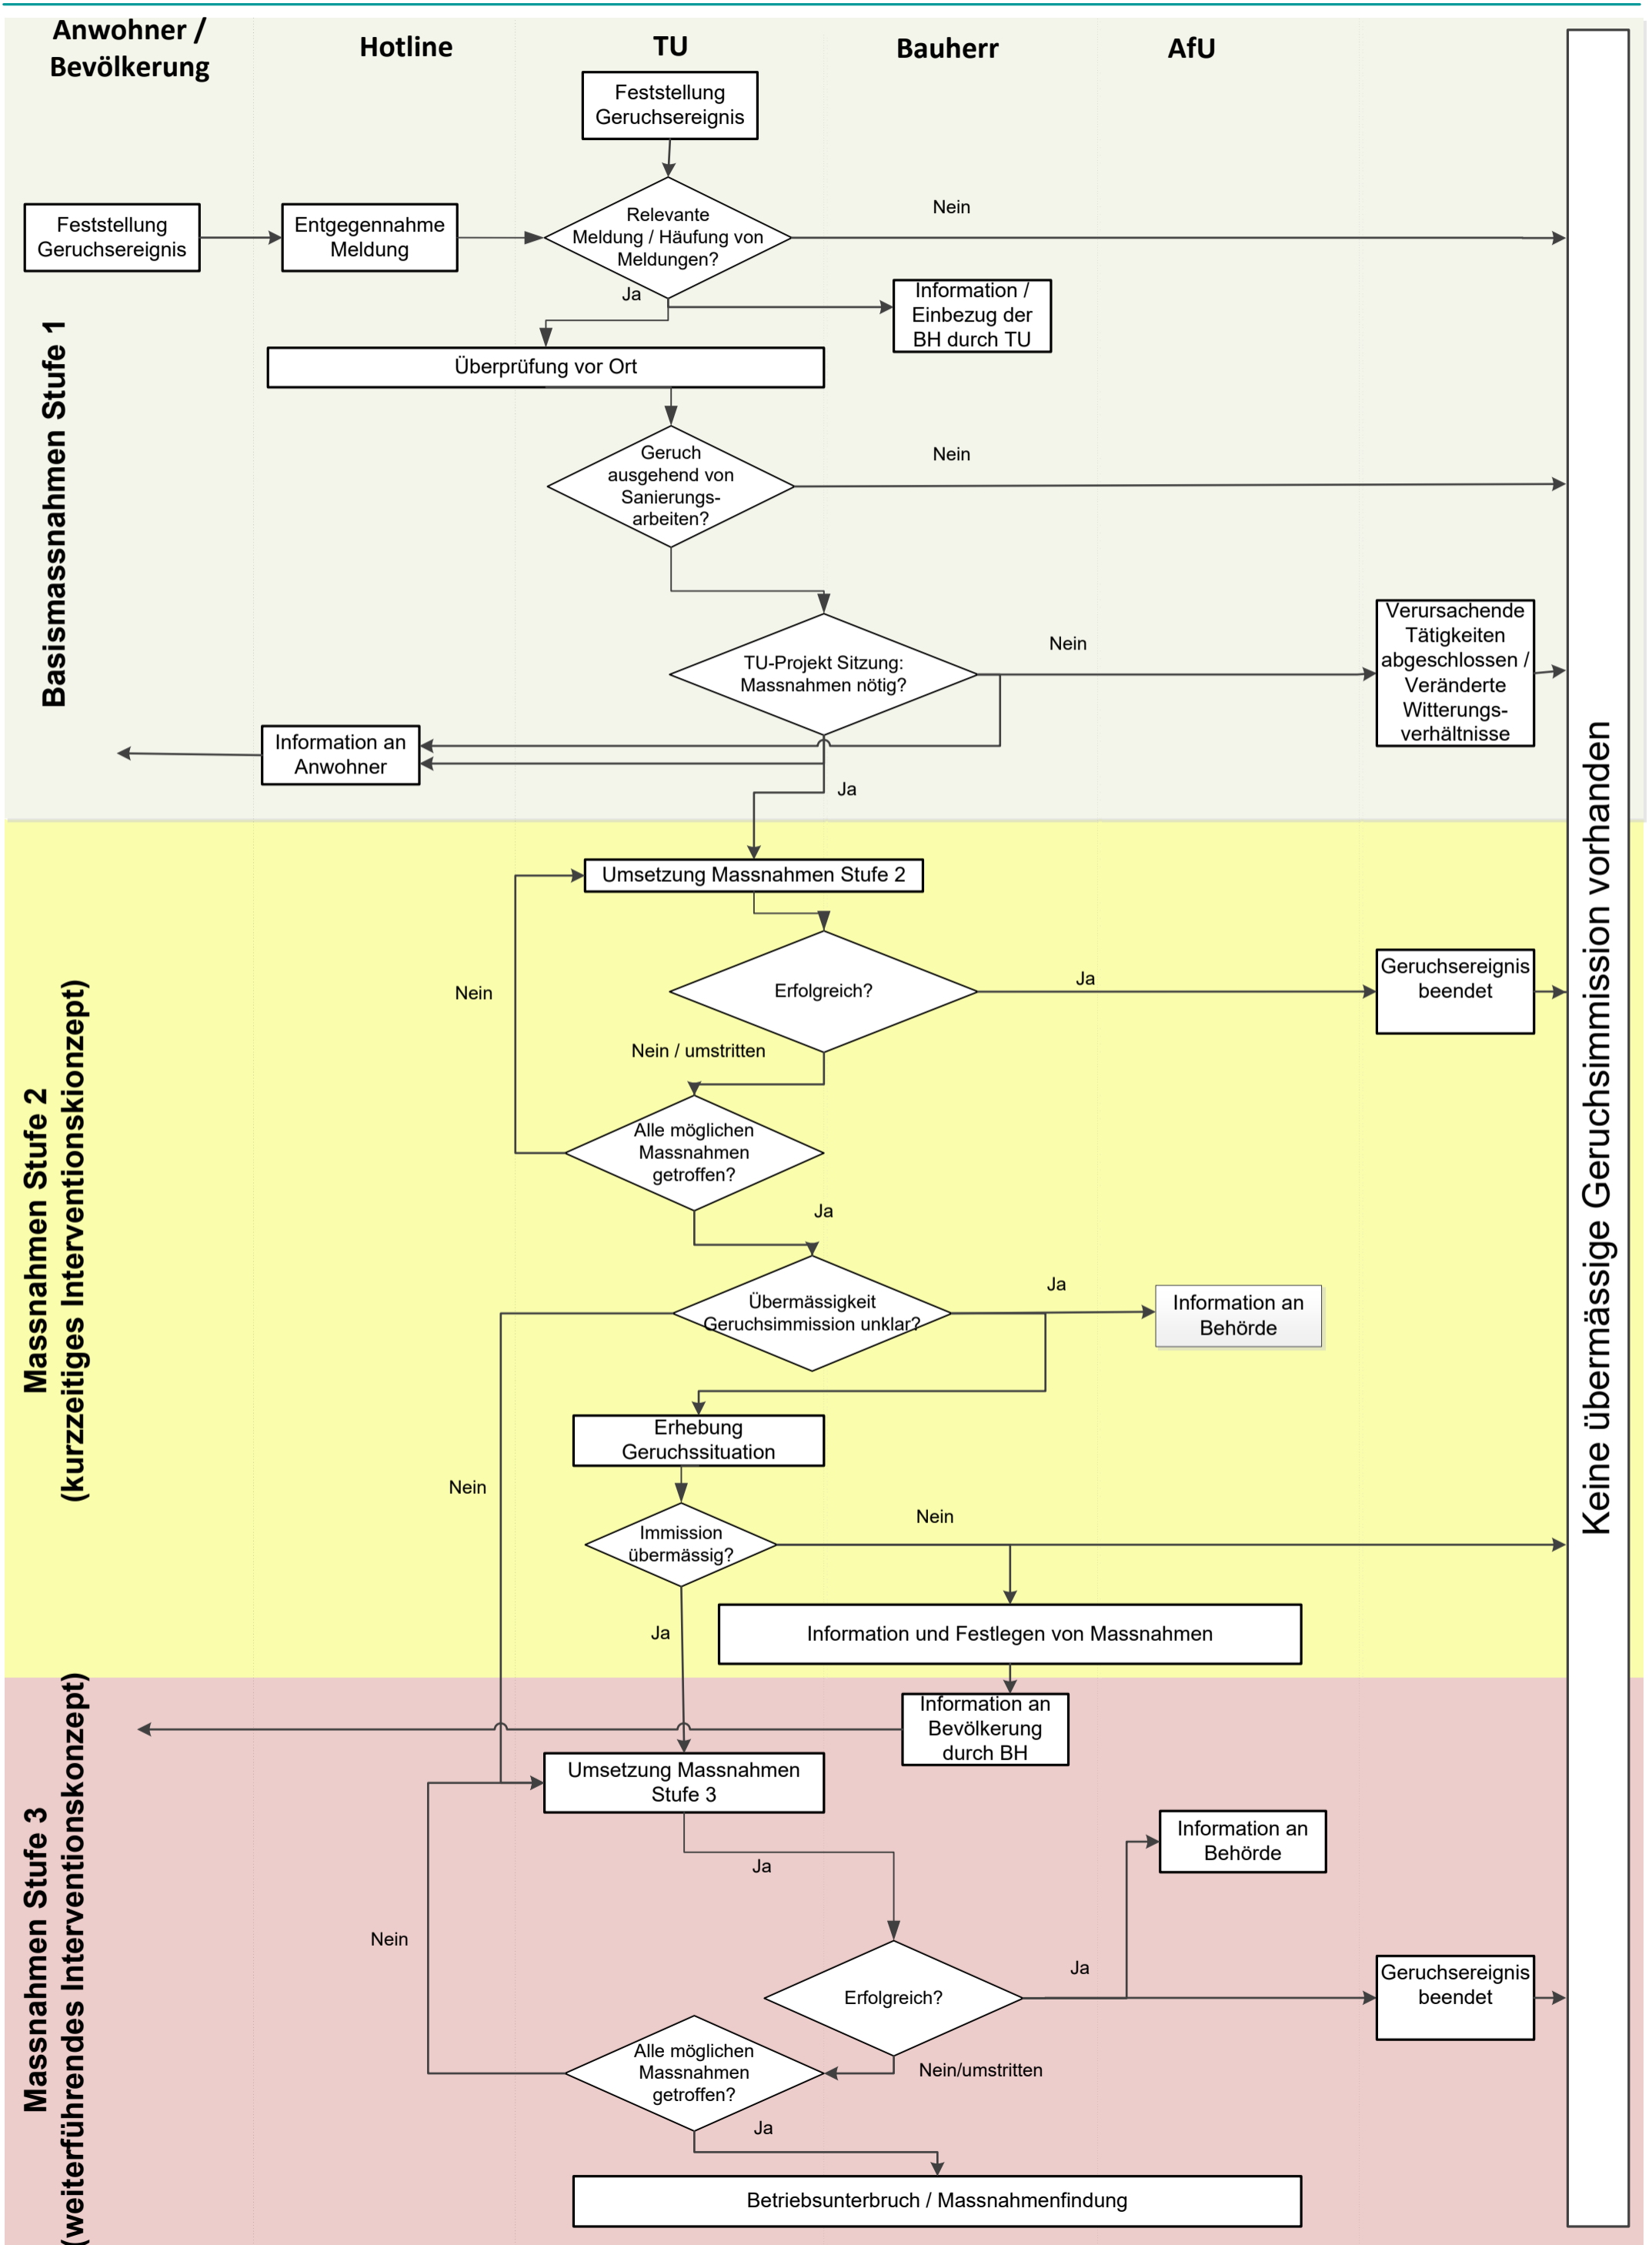 Anwohner /
Bevölkerung
Hotline
TU
Bauherr
AfU
Feststellung
Geruchsereignis
Feststellung
Geruchsereignis
Entgegennahme
Meldung
Relevante
Meldung / Häufung von
Meldungen?
Nein
Ja
Information /
Einbezug der
BH durch TU
Überprüfung vor Ort
Basismassnahmen Stufe 1
Geruch
ausgehend von
Sanierungs-
arbeiten?
Nein
TU-Projekt Sitzung:
Massnahmen nötig?
Nein
Verursachende
Tätigkeiten
abgeschlossen /
Veränderte
Witterungs-
verhältnisse
Information an
Anwohner
Ja
Keine übermässige Geruchsimmission vorhanden
Massnahmen Stufe 2
(kurzzeitiges Interventionskionzept)
Umsetzung Massnahmen Stufe 2
Erfolgreich?
Ja
Geruchsereignis
beendet
Nein
Nein / umstritten
Alle möglichen
Massnahmen
getroffen?
Ja
Übermässigkeit
Geruchsimmission unklar?
Ja
Information an
Behörde
Erhebung
Geruchssituation
Nein
Immission
übermässig?
Nein
Ja
Information und Festlegen von Massnahmen
Massnahmen Stufe 3
(weiterführendes Interventionskonzept)
Information an
Bevölkerung
durch BH
Umsetzung Massnahmen
Stufe 3
Ja
Information an
Behörde
Nein
Erfolgreich?
Ja
Geruchsereignis
beendet
Nein/umstritten
Alle möglichen
Massnahmen
getroffen?
Ja
Betriebsunterbruch / Massnahmenfindung